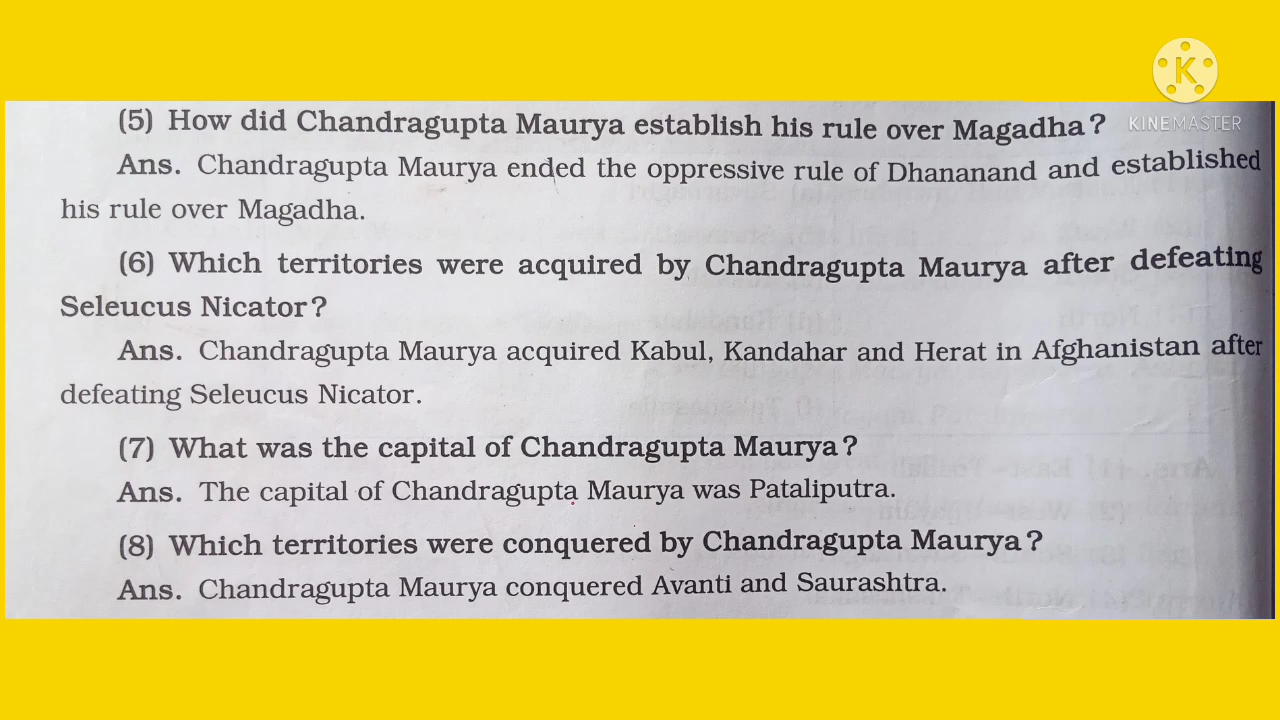 K
KINEMASTER
(5) How did Chandragupta Maurya establish his rule over Magadha?
Ans. Chandragupta Maurya ended the oppressive rule of Dhananand and established
his rule over Magadha.
(6) Which territories were acquired by Chandragupta Maurya after defeating
Seleucus Nicator?
Ans. Chandragupta Maurya acquired Kabul, Kandahar and Herat in Afghanistan after
defeating Seleucus Nicator.
(7) What was the capital of Chandragupta Maurya?
Ans. The capital of Chandragupta Maurya was Pataliputra.
(8) Which territories were conquered by Chandragupta Maurya?
Ans. Chandragupta Maurya conquered Avanti and Saurashtra.